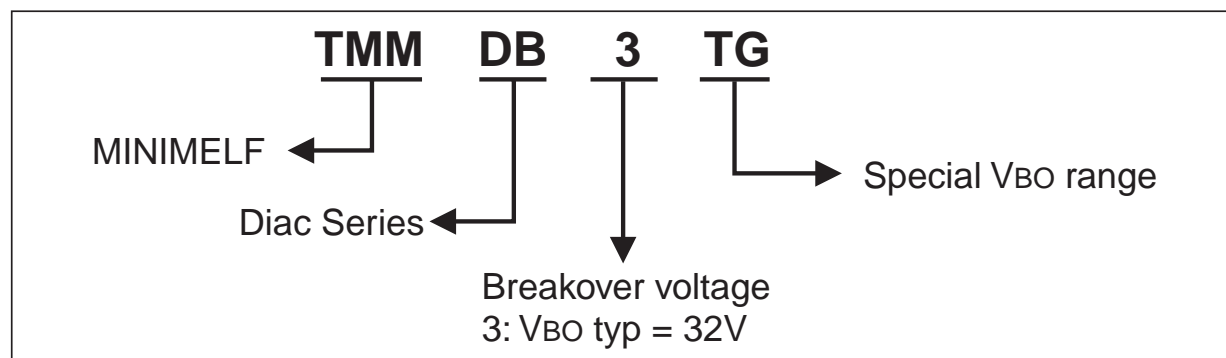 TMM DB 3 TG
MINIMELF
Special VBO range
Diac Series
Breakover voltage
3: VBO typ = 32V